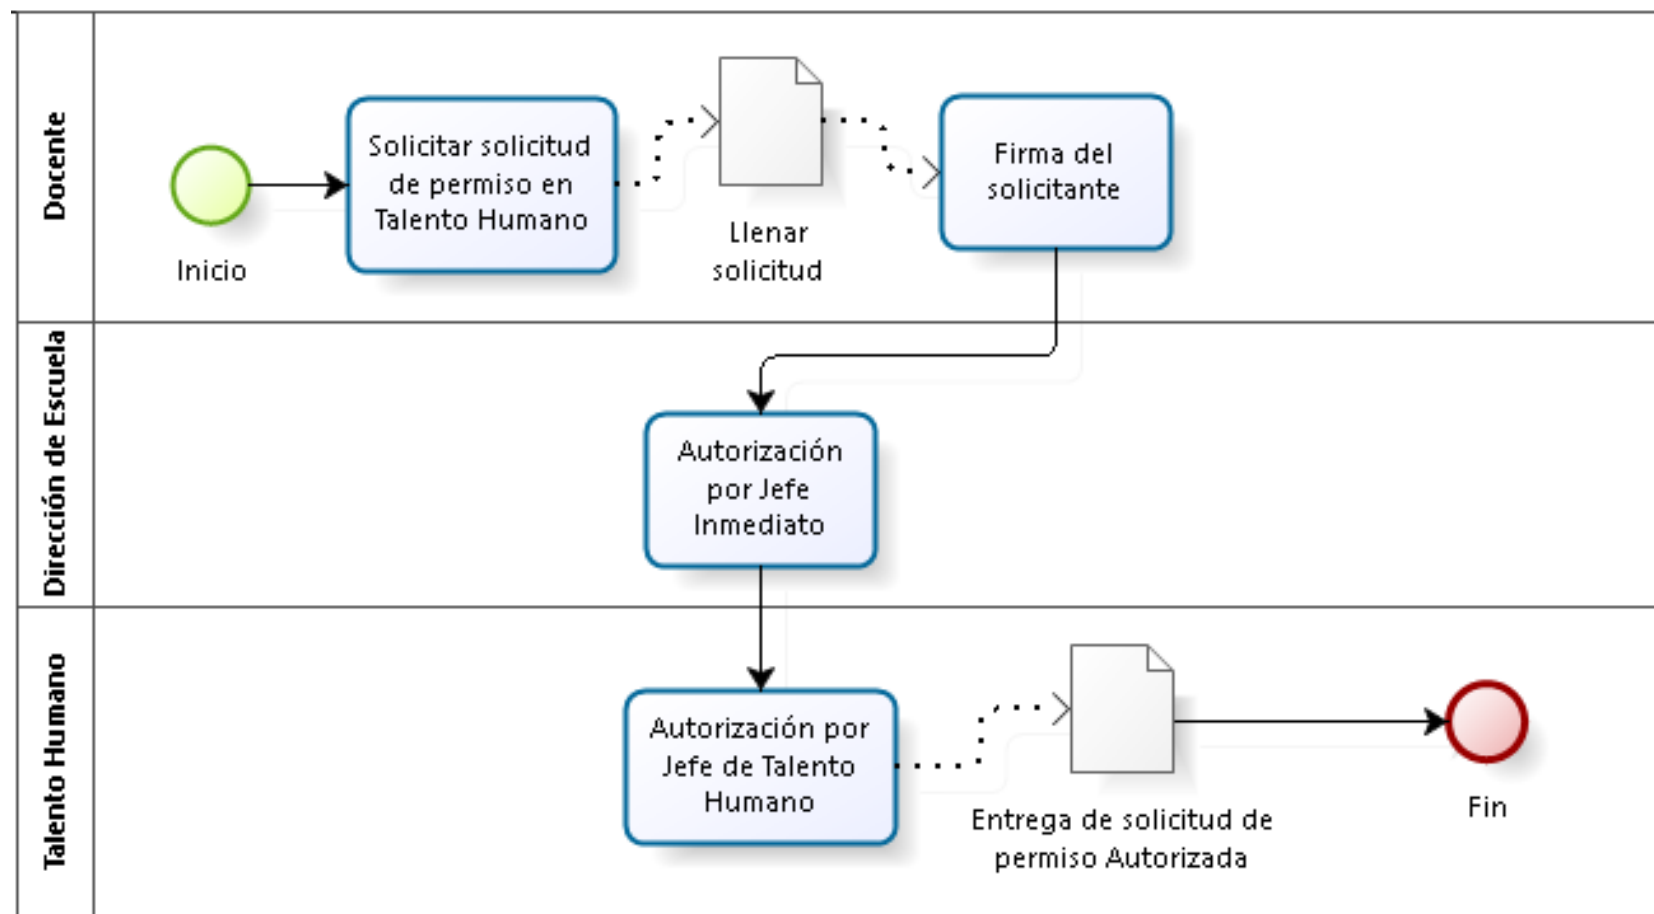 Docente
Solicitar solicitud
de permiso en
Talento Humano
Inicio
Llenar
solicitud
Firma del
solicitante
Dirección de Escuela
Autorización
por Jefe
Inmediato
Talento Humano
Autorización por
Jefe de Talento
Humano
Entrega de solicitud de
permiso Autorizada
Fin